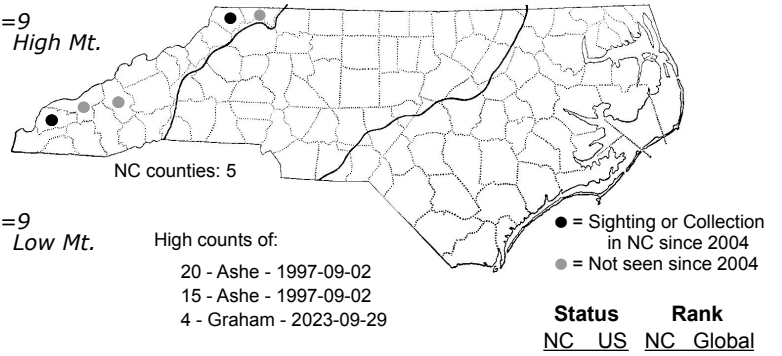 =9
High Mt.
NC counties: 5
=9
Low Mt.
High counts of:
20 - Ashe - 1997-09-02
15 - Ashe - 1997-09-02
4 - Graham - 2023-09-29
= Sighting or Collection
in NC since 2004
= Not seen since 2004
Status Rank
NC US NC Global